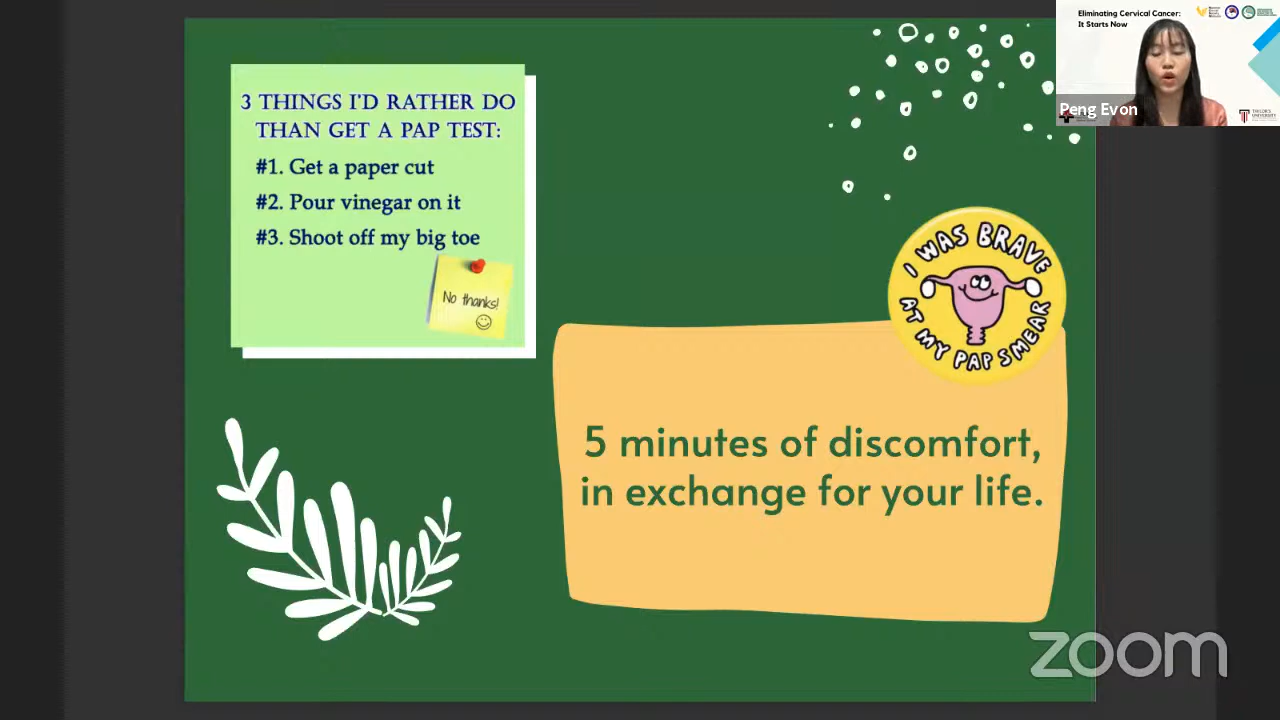 3 THINGS I'D RATHER DO
THAN GET A PAP TEST:
#1. Get a paper cut
#2. Pour vinegar on it
#3. Shoot off my big toe
No thanks!
I WAS BRAVE
AT MY PAP SMEAR
5 minutes of discomfort,
in exchange for your life.
Eliminating Cervical Cancer:
It Starts Now
Peng Evon
TAYLOR'S
UNIVERSITY
zoom